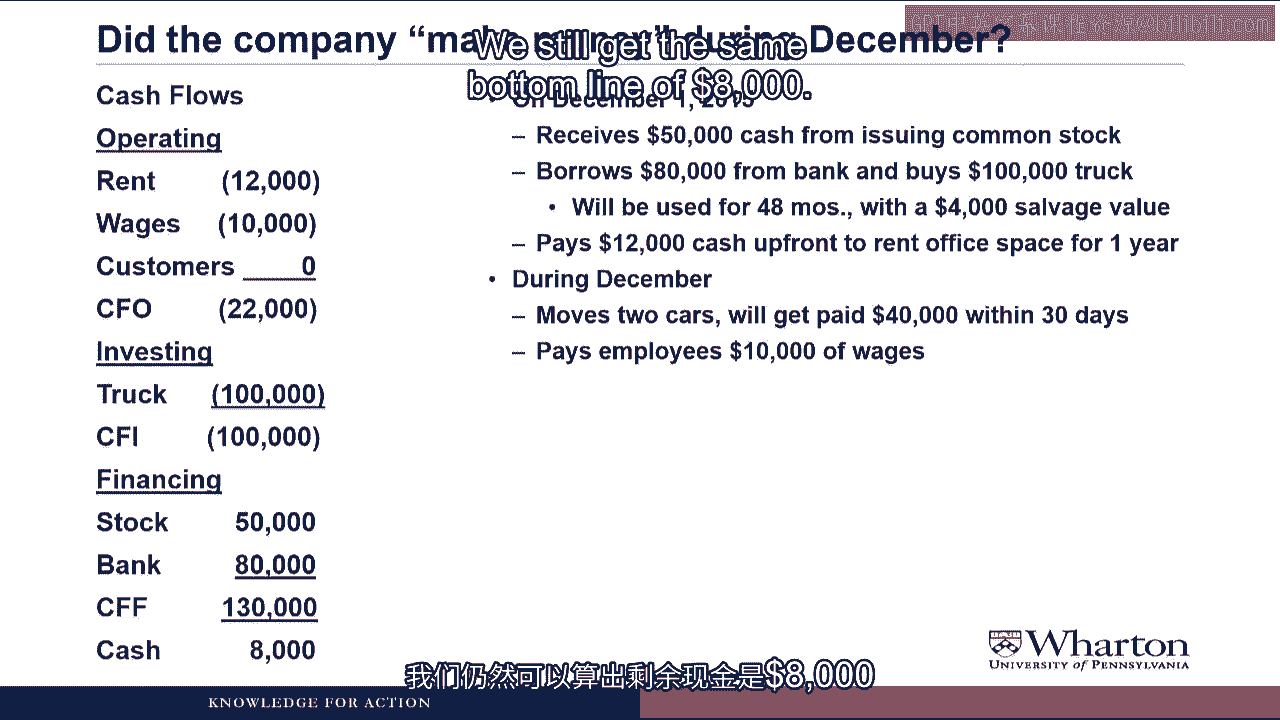 Did the company “make money” during December?
We still get the same
bottom line of $8,000.
Cash Flows
Operating
Rent (12,000)
Wages (10,000)
Customers 0
CFO (22,000)
Investing
Truck (100,000)
CFI (100,000)
Financing
Stock 50,000
Bank 80,000
CFF 130,000
Cash 8,000
• On December 1,
– Receives $50,000 cash from issuing common stock
– Borrows $80,000 from bank and buys $100,000 truck
• Will be used for 48 mos., with a $4,000 salvage value
– Pays $12,000 cash upfront to rent office space for 1 year
• During December
– Moves two cars, will get paid $40,000 within 30 days
– Pays employees $10,000 of wages
Wharton
UNIVERSITY of PENNSYLVANIA
我们仍然可以算出剩余现金是$8,000
KNOWLEDGE FOR ACTION